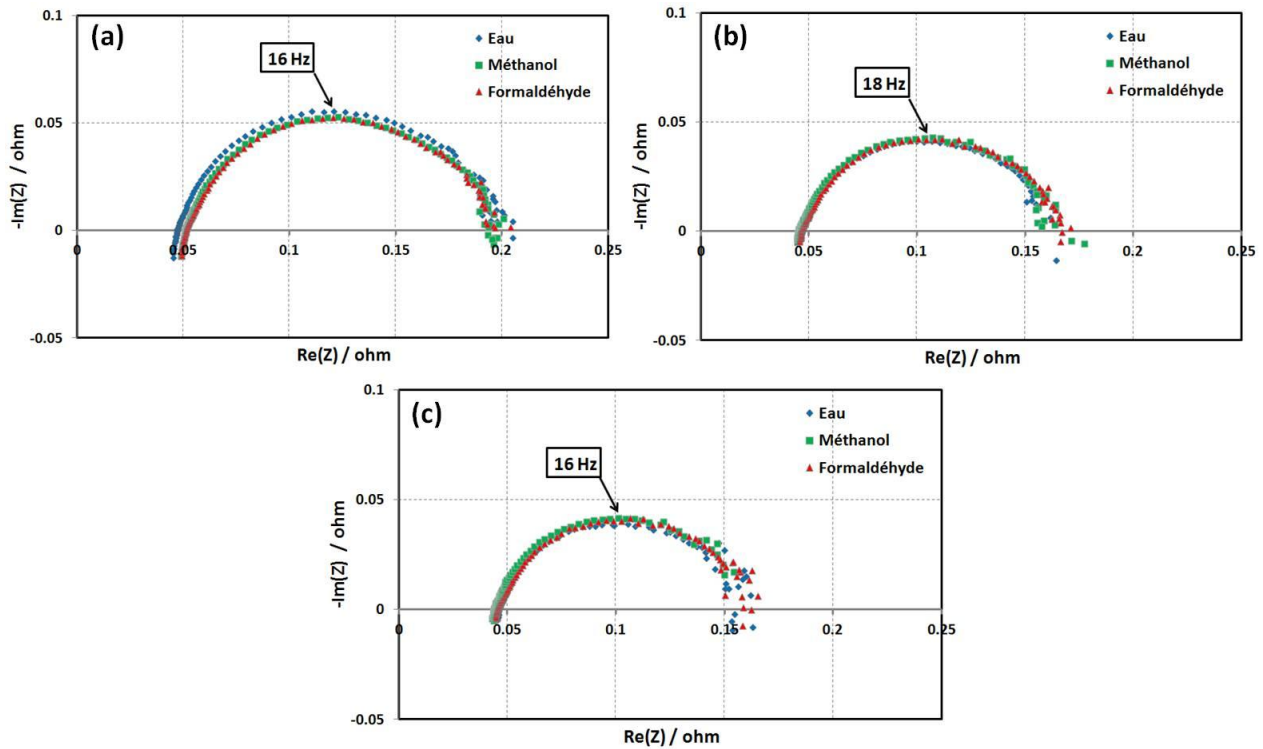 (a)
0.1
0.05
0
-0.05
-Im(Z) / ohm
16 Hz
Eau
Méthanol
Formaldéhyde
0.05
0.1
0.15
0.2
0.25
Re(Z) / ohm
(b)
0.1
0.05
0
-0.05
-Im(Z) / ohm
18 Hz
Eau
Méthanol
Formaldéhyde
0
0.05
0.1
0.15
0.2
0.25
Re(Z) / ohm
(c)
0.1
0.05
0
-0.05
-Im(Z) / ohm
16 Hz
Eau
Méthanol
Formaldéhyde
0
0.05
0.1
0.15
0.2
0.25
Re(Z) / ohm